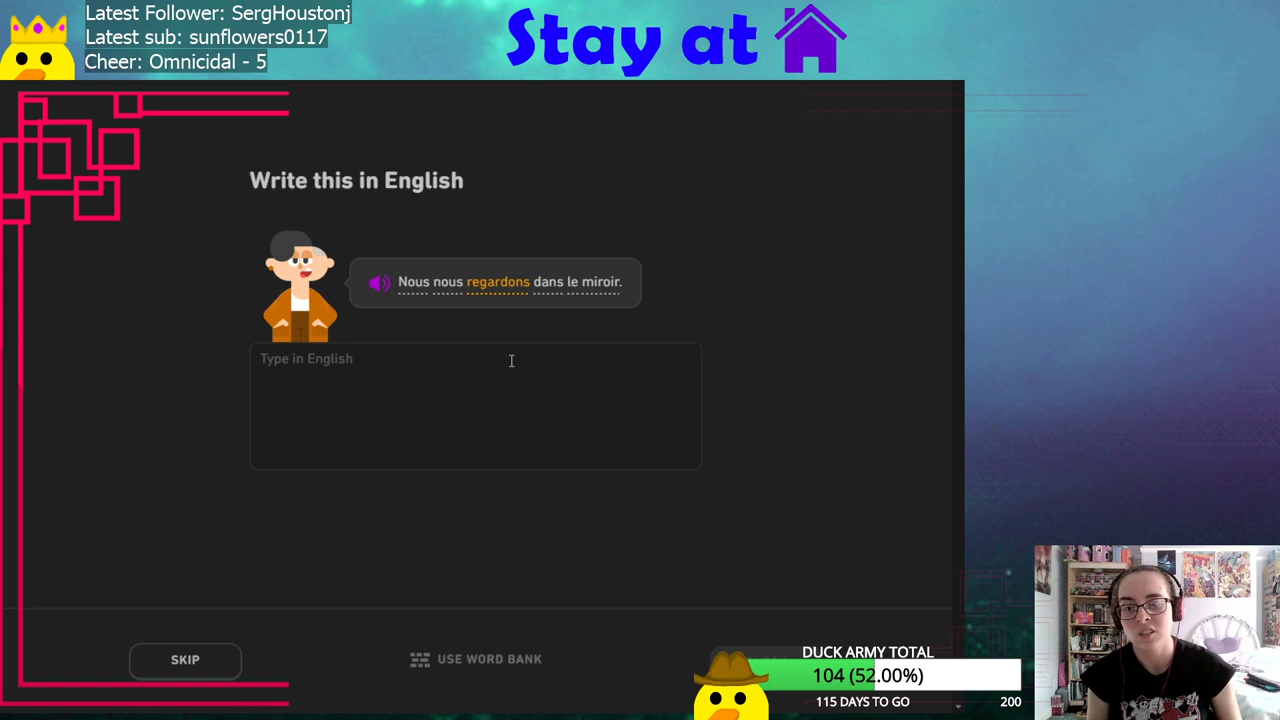 Latest Follower: SergHoustonj
Latest sub: sunflowers0117
Cheer: Omnicidal - 5
Stay at
Write this in English
Nous nous regardons dans le miroir.
Type in English
SKIP
USE WORD BANK
DUCK ARMY TOTAL
104 (52.00%)
115 DAYS TO GO
200